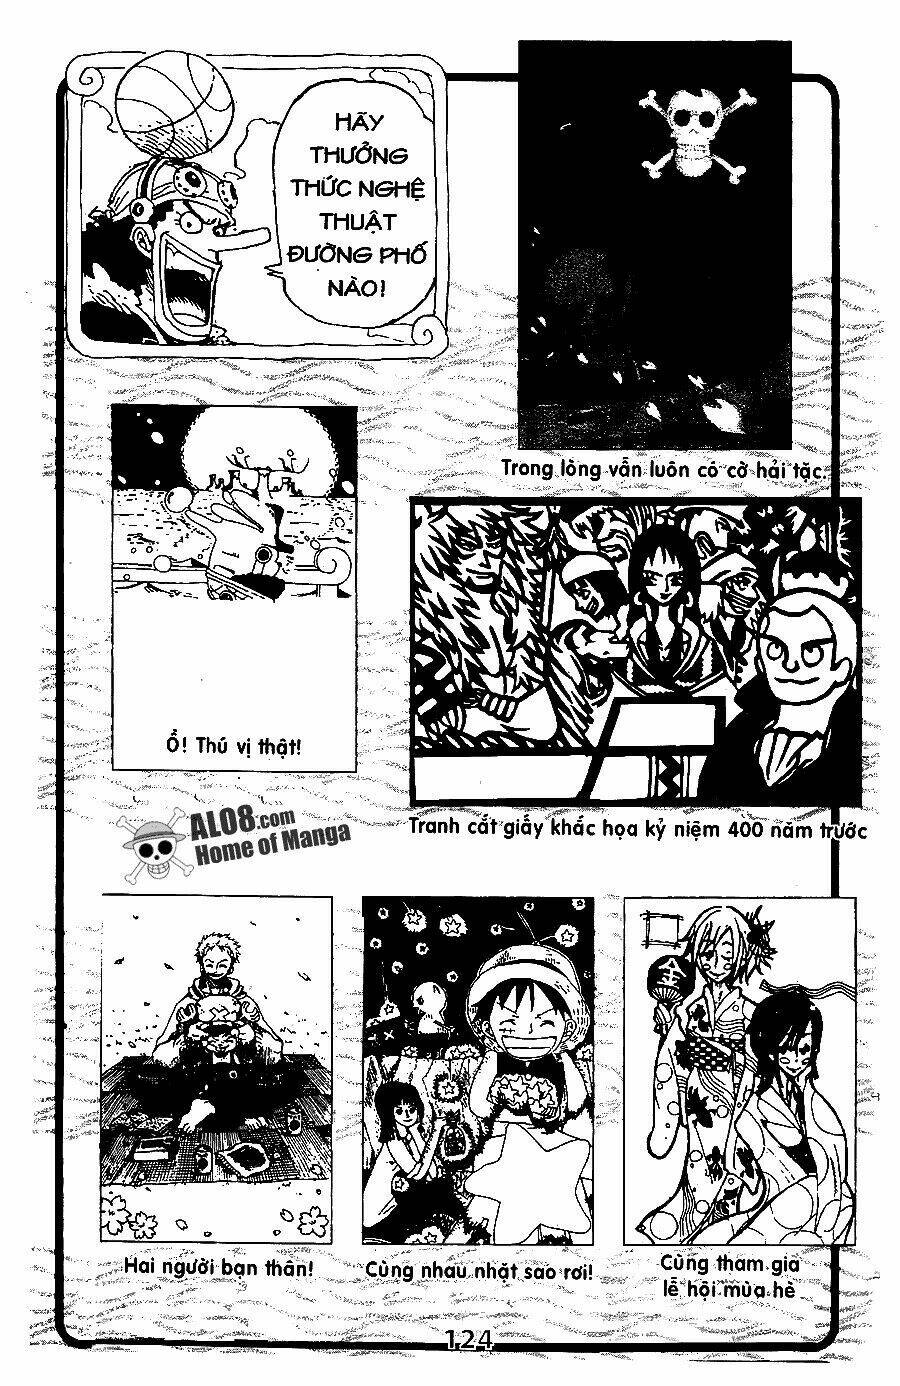 HÃY
THƯỞNG
THỨC NGHỆ
THUẬT
ĐƯỜNG PHỐ
NÀO!
Trong lòng vẫn luôn có cờ hải tặc.
Ồ! Thú vị thật!
Tranh cắt giấy khắc họa kỷ niệm 400 năm trước
ALO8.com
Home of Manga
Hai người bạn thân!
Cùng nhau nhặt sao rơi!
Cùng tham gia
lễ hội mùa hè
124